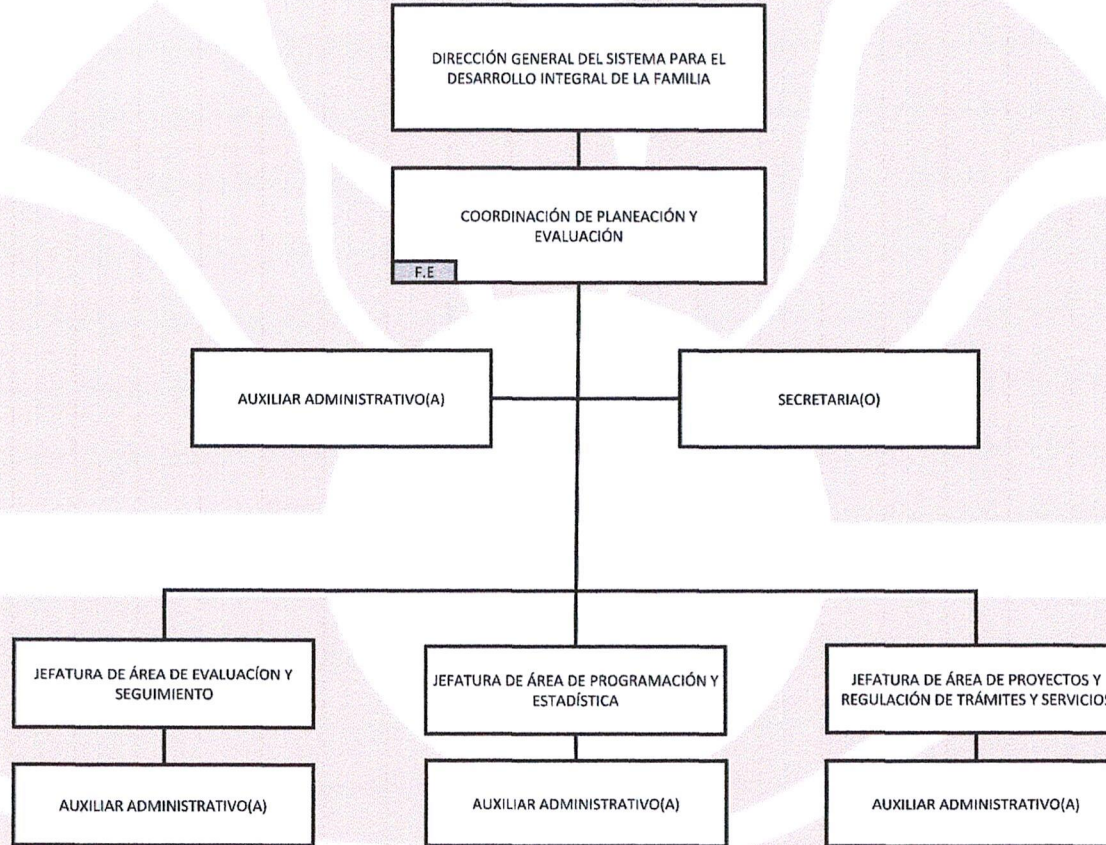 DIRECCIÓN GENERAL DEL SISTEMA PARA EL
DESARROLLO INTEGRAL DE LA FAMILIA
COORDINACIÓN DE PLANEACIÓN Y
EVALUACIÓN
F.E
AUXILIAR ADMINISTRATIVO(A)
SECRETARIA(O)
JEFATURA DE ÁREA DE EVALUACÍON Y
SEGUIMIENTO
JEFATURA DE ÁREA DE PROGRAMACIÓN Y
ESTADÍSTICA
JEFATURA DE ÁREA DE PROYECTOS Y
REGULACIÓN DE TRÁMITES Y SERVICIOS
AUXILIAR ADMINISTRATIVO(A)
AUXILIAR ADMINISTRATIVO(A)
AUXILIAR ADMINISTRATIVO(A)